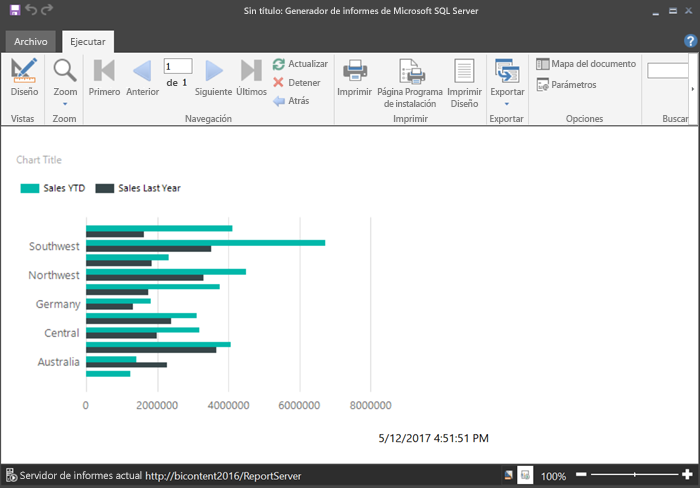 Sin título: Generador de informes de Microsoft SQL Server
Archivo Ejecutar
Diseño
Vistas
Zoom
Zoom
Primero
Anterior
1
de 1
Siguiente
Últimos
Actualizar
Detener
Atrás
Navegación
Imprimir
Página Programa
de instalación
Imprimir
Diseño
Imprimir
Exportar
Exportar
Mapa del documento
Parámetros
Opciones
Buscar
Chart Title
Sales YTD Sales Last Year
Southwest
Northwest
Germany
Central
Australia
0 2000000 4000000 6000000 8000000
5/12/2017 4:51:51 PM
Servidor de informes actual http://bicontent2016/ReportServer
100%